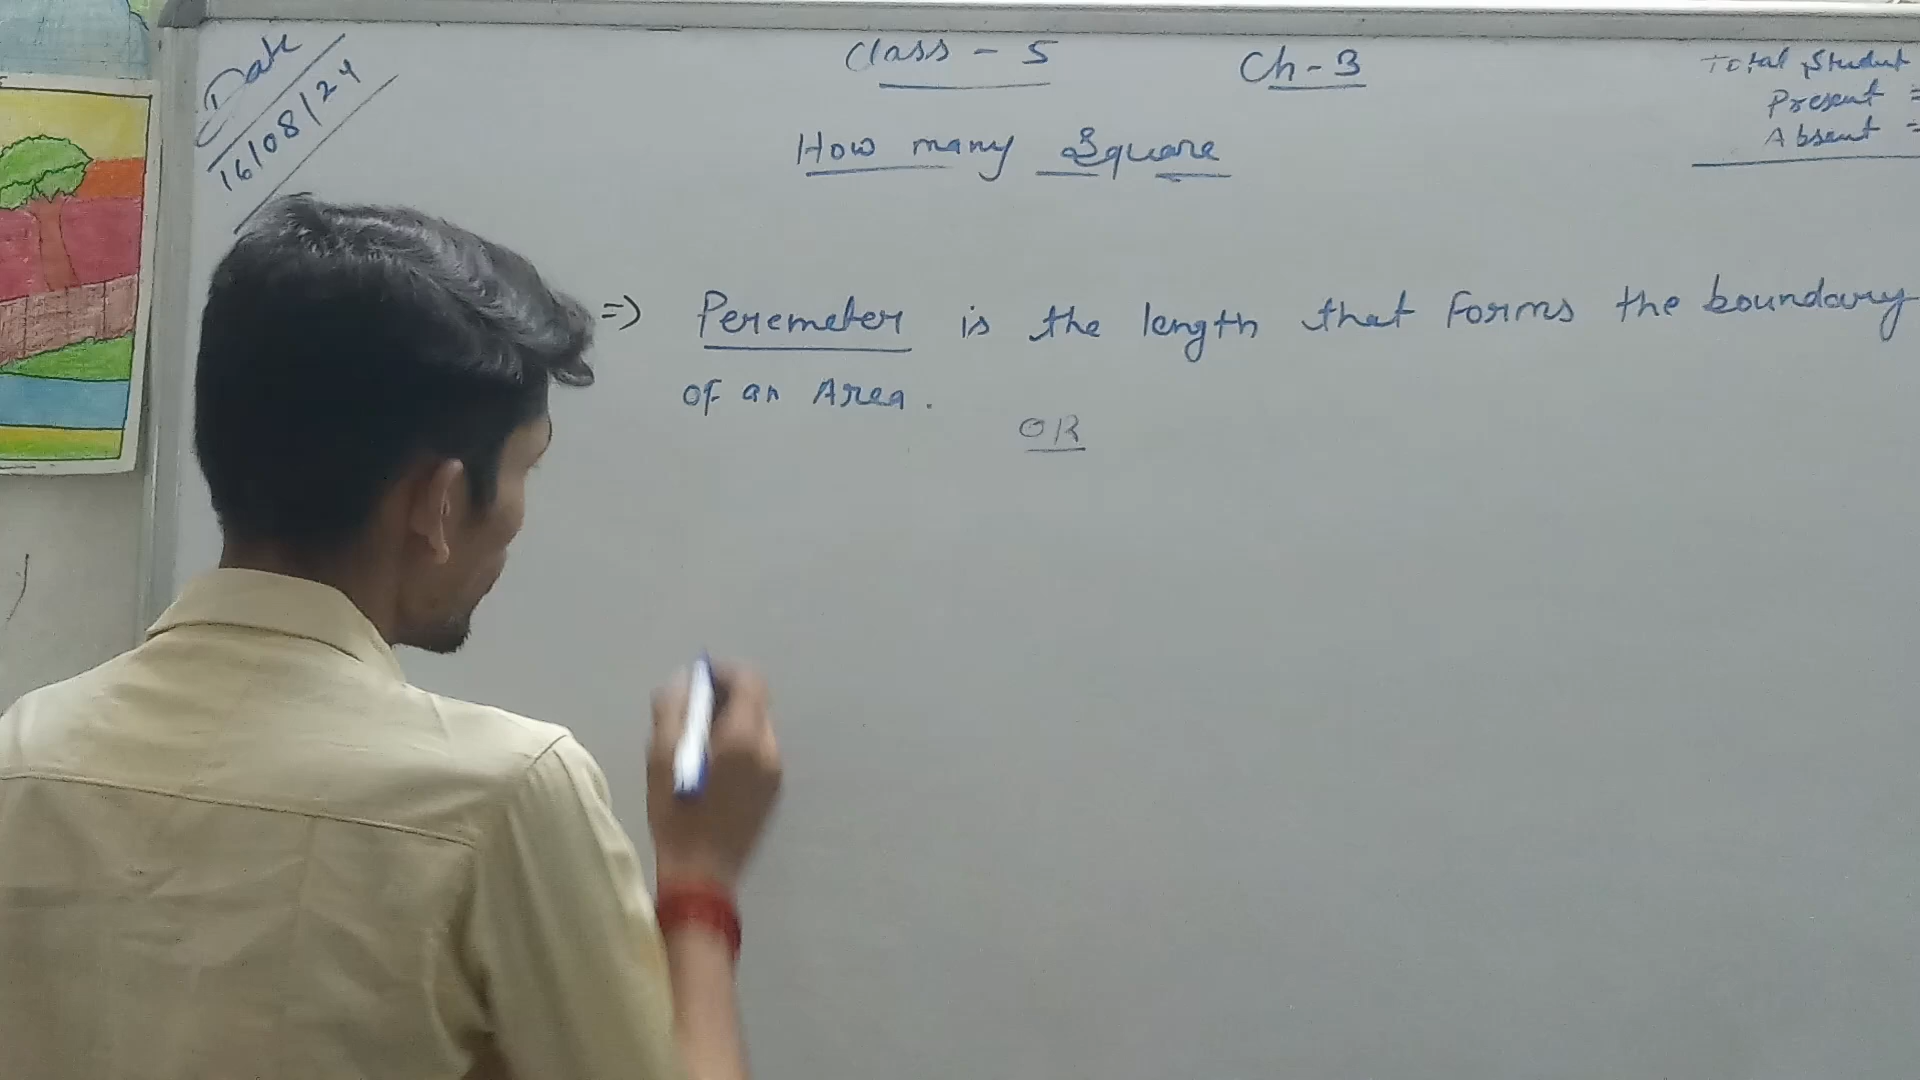 Date
16/08/24
Class - 5
Ch - 3
Total Student
Present =
Absent =
How many Square
=> Peremeter is the length that forms the boundary
of an Area.
OR